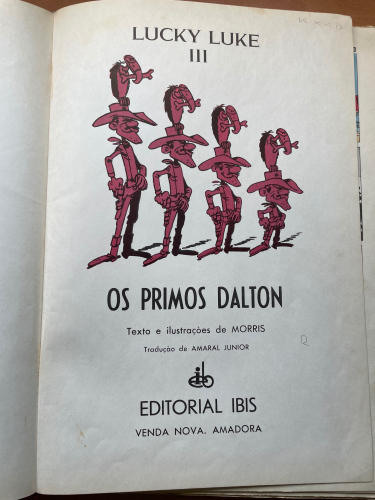 LUCKY LUKE
III
OS PRIMOS DALTON
Texto e ilustrações de MORRIS
Tradução de AMARAL JUNIOR
EDITORIAL IBIS
VENDA NOVA. AMADORA